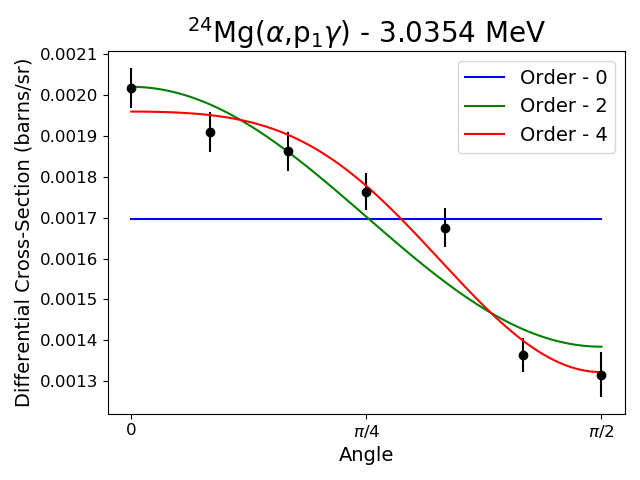 ²⁴Mg(α,p₁γ) - 3.0354 MeV
Differential Cross-Section (barns/sr)
0.0021
0.0020
0.0019
0.0018
0.0017
0.0016
0.0015
0.0014
0.0013
Order - 0
Order - 2
Order - 4
0 π/4 π/2
Angle